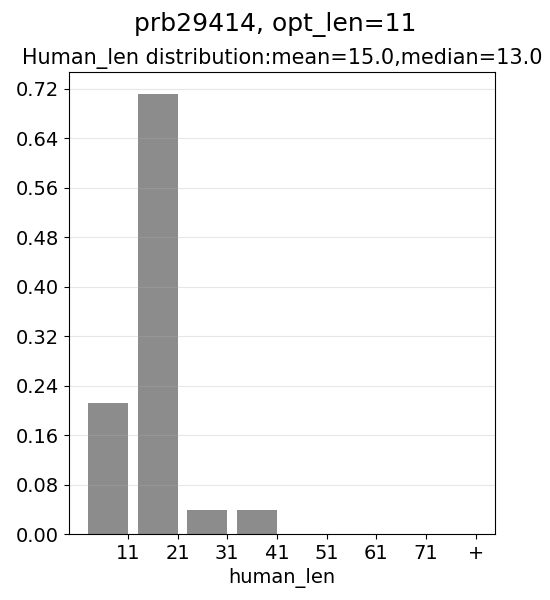 prb29414, opt_len=11
Human_len distribution:mean=15.0,median=13.0
0.72
0.64
0.56
0.48
0.40
0.32
0.24
0.16
0.08
0.00
11 21 31 41 51 61 71 +
human_len